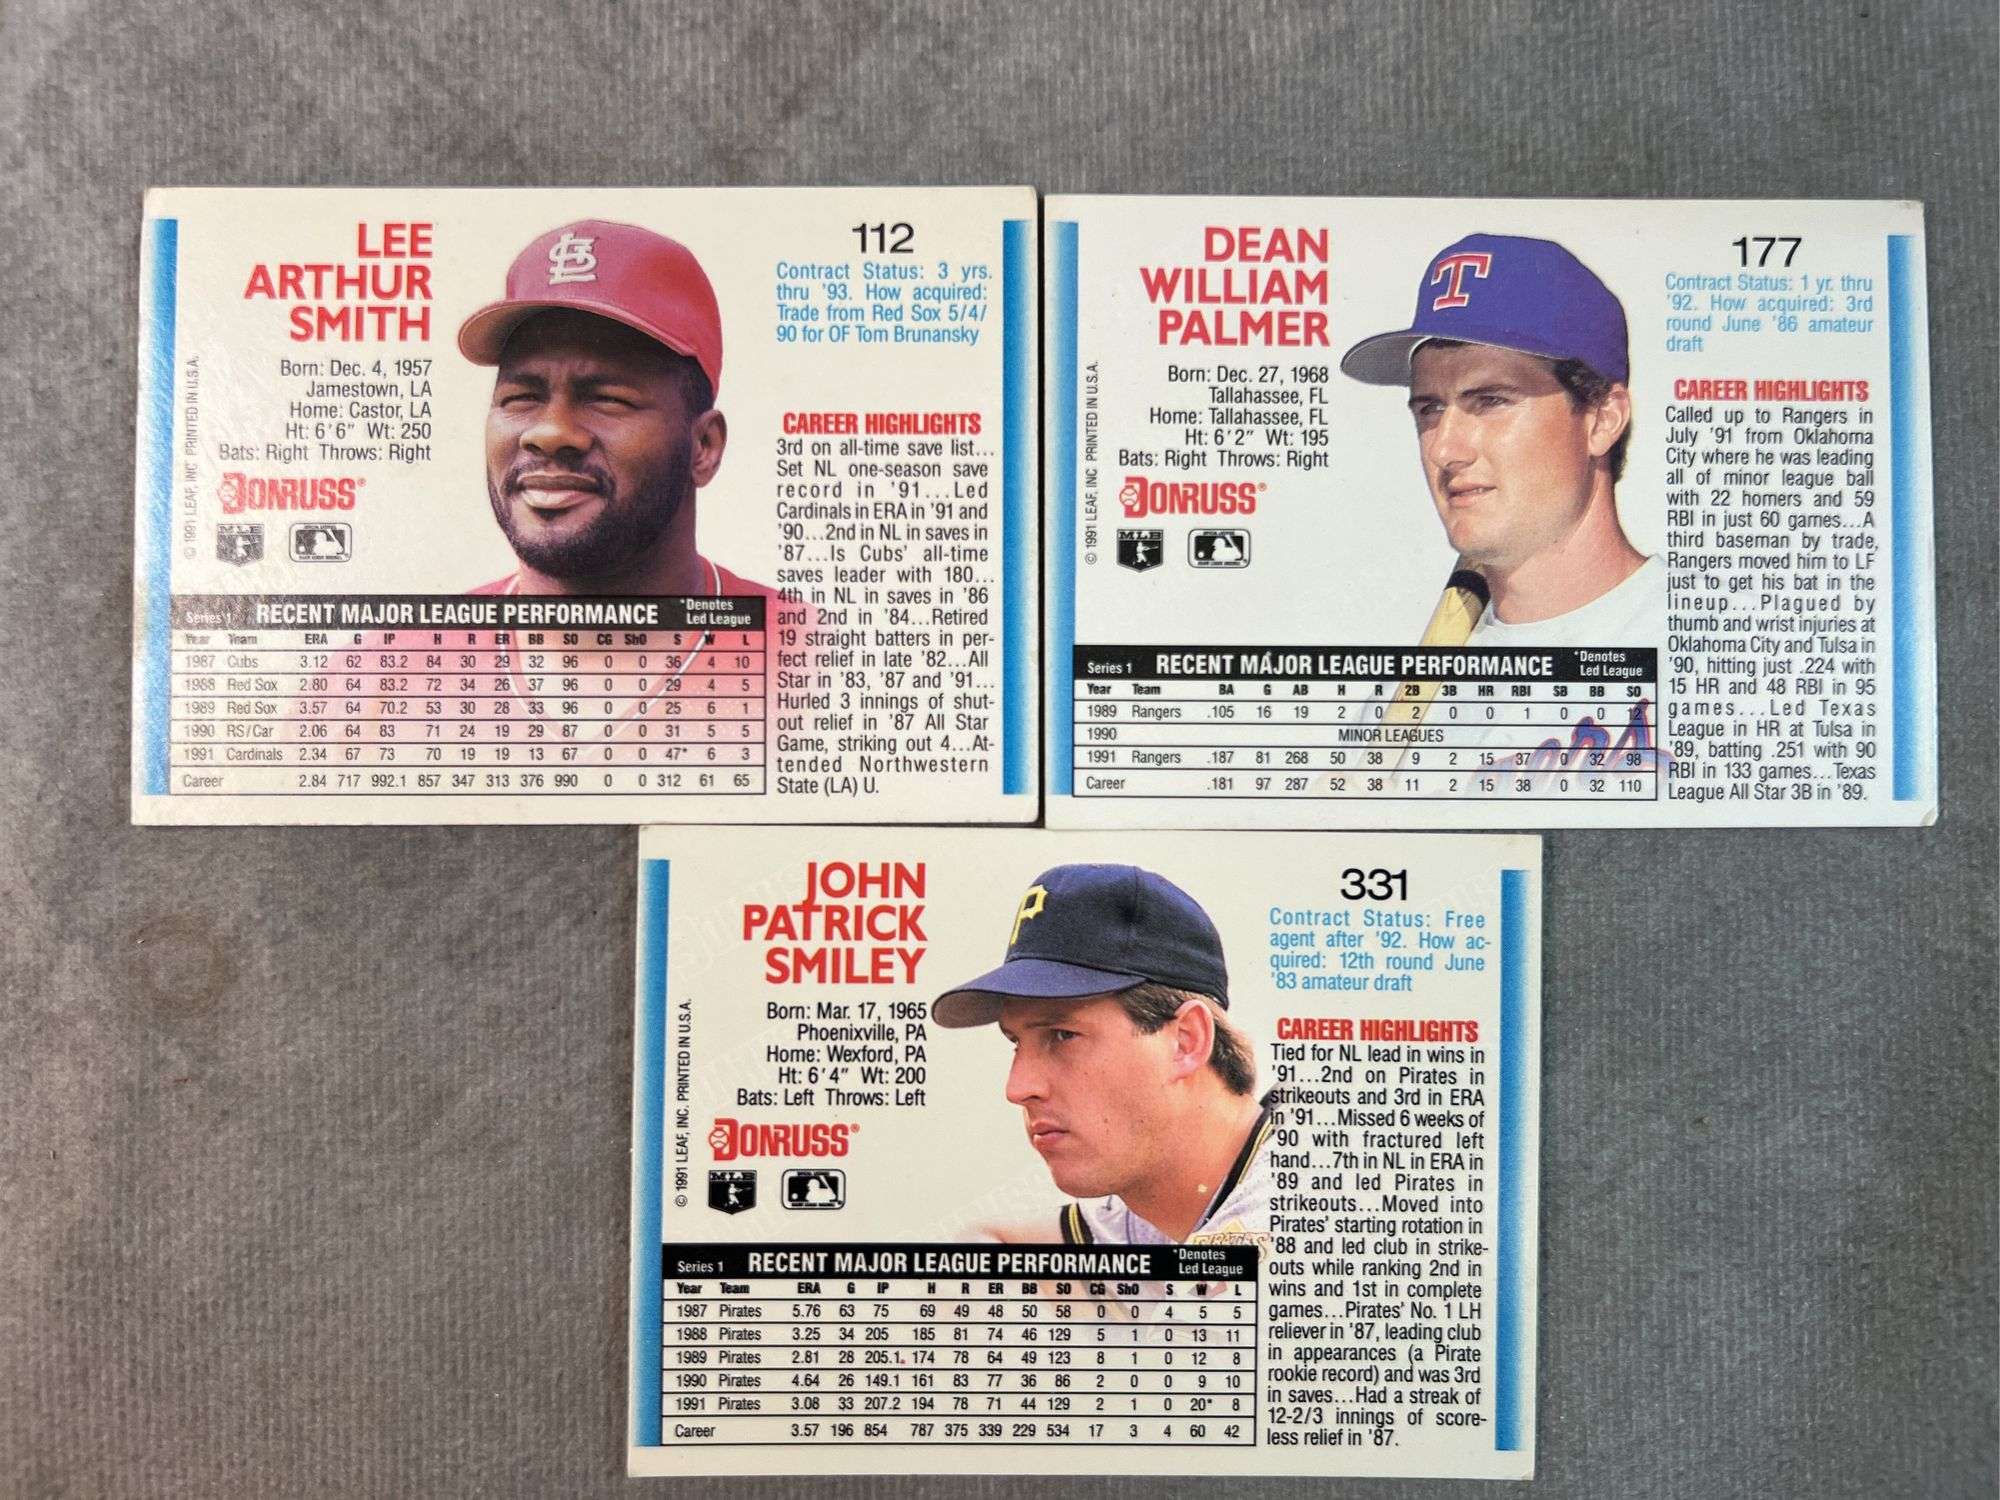 LEE
ARTHUR
SMITH
Born: Dec. 4, 1957
Jamestown, LA
Home: Castor, LA
Ht: 6'6" Wt: 250
Bats: Right Throws: Right
DONRUSS®
MLB
© 1991 LEAF, INC. PRINTED IN U.S.A.
STL
112
Contract Status: 3 yrs.
thru '93. How acquired:
Trade from Red Sox 5/4/
90 for OF Tom Brunansky
CAREER HIGHLIGHTS
3rd on all-time save list...
Set NL one-season save
record in '91...Led
Cardinals in ERA in '91 and
'90...2nd in NL in saves in
'87...Is Cubs' all-time
saves leader with 180...
4th in NL in saves in '86
and 2nd in '84...Retired
19 straight batters in per-
fect relief in late '82...All
Star in '83, '87 and '91...
Hurled 3 innings of shut-
out relief in '87 All Star
Game, striking out 4...At-
tended Northwestern
State (LA) U.
Series 1 RECENT MAJOR LEAGUE PERFORMANCE *Denotes Led League
Year Team ERA G IP H R ER BB SO CG ShO S W L
1987 Cubs 3.12 62 83.2 84 30 29 32 96 0 0 36 4 10
1988 Red Sox 2.80 64 83.2 72 34 26 37 96 0 0 29 4 5
1989 Red Sox 3.57 64 70.2 53 30 28 33 96 0 0 25 6 1
1990 RS/Car 2.06 64 83 71 24 19 29 87 0 0 31 5 5
1991 Cardinals 2.34 67 73 70 19 19 13 67 0 0 47* 6 3
Career 2.84 717 992.1 857 347 313 376 990 0 0 312 61 65
DEAN
WILLIAM
PALMER
Born: Dec. 27, 1968
Tallahassee, FL
Home: Tallahassee, FL
Ht: 6'2" Wt: 195
Bats: Right Throws: Right
DONRUSS®
MLB
© 1991 LEAF, INC. PRINTED IN U.S.A.
T
177
Contract Status: 1 yr. thru
'92. How acquired: 3rd
round June '86 amateur
draft
CAREER HIGHLIGHTS
Called up to Rangers in
July '91 from Oklahoma
City where he was leading
all of minor league ball
with 22 homers and 59
RBI in just 60 games...A
third baseman by trade,
Rangers moved him to LF
just to get his bat in the
lineup...Plagued by
thumb and wrist injuries at
Oklahoma City and Tulsa in
'90, hitting just .224 with
15 HR and 48 RBI in 95
games...Led Texas
League in HR at Tulsa in
'89, batting .251 with 90
RBI in 133 games...Texas
League All Star 3B in '89.
Series 1 RECENT MAJOR LEAGUE PERFORMANCE *Denotes Led League
Year Team BA G AB H R 2B 3B HR RBI SB BB SO
1989 Rangers .105 16 19 2 0 2 0 0 1 0 0 12
1990 MINOR LEAGUES
1991 Rangers .187 81 268 50 38 9 2 15 37 0 32 98
Career .181 97 287 52 38 11 2 15 38 0 32 110
JOHN
PATRICK
SMILEY
Born: Mar. 17, 1965
Phoenixville, PA
Home: Wexford, PA
Ht: 6'4" Wt: 200
Bats: Left Throws: Left
DONRUSS®
MLB
© 1991 LEAF, INC. PRINTED IN U.S.A.
P
331
Contract Status: Free
agent after '92. How ac-
quired: 12th round June
'83 amateur draft
CAREER HIGHLIGHTS
Tied for NL lead in wins in
'91...2nd on Pirates in
strikeouts and 3rd in ERA
in '91...Missed 6 weeks of
'90 with fractured left
hand...7th in NL in ERA in
'89 and led Pirates in
strikeouts...Moved into
Pirates' starting rotation in
'88 and led club in strike-
outs while ranking 2nd in
wins and 1st in complete
games...Pirates' No. 1 LH
reliever in '87, leading club
in appearances (a Pirate
rookie record) and was 3rd
in saves...Had a streak of
12-2/3 innings of score-
less relief in '87.
Series 1 RECENT MAJOR LEAGUE PERFORMANCE *Denotes Led League
Year Team ERA G IP H R ER BB SO CG ShO S W L
1987 Pirates 5.76 63 75 69 49 48 50 58 0 0 4 5 5
1988 Pirates 3.25 34 205 185 81 74 46 129 5 1 0 13 11
1989 Pirates 2.81 28 205.1 174 78 64 49 123 8 1 0 12 8
1990 Pirates 4.64 26 149.1 161 83 77 36 86 2 0 0 9 10
1991 Pirates 3.08 33 207.2 194 78 71 44 129 2 1 0 20* 8
Career 3.57 196 854 787 375 339 229 534 17 3 4 60 42